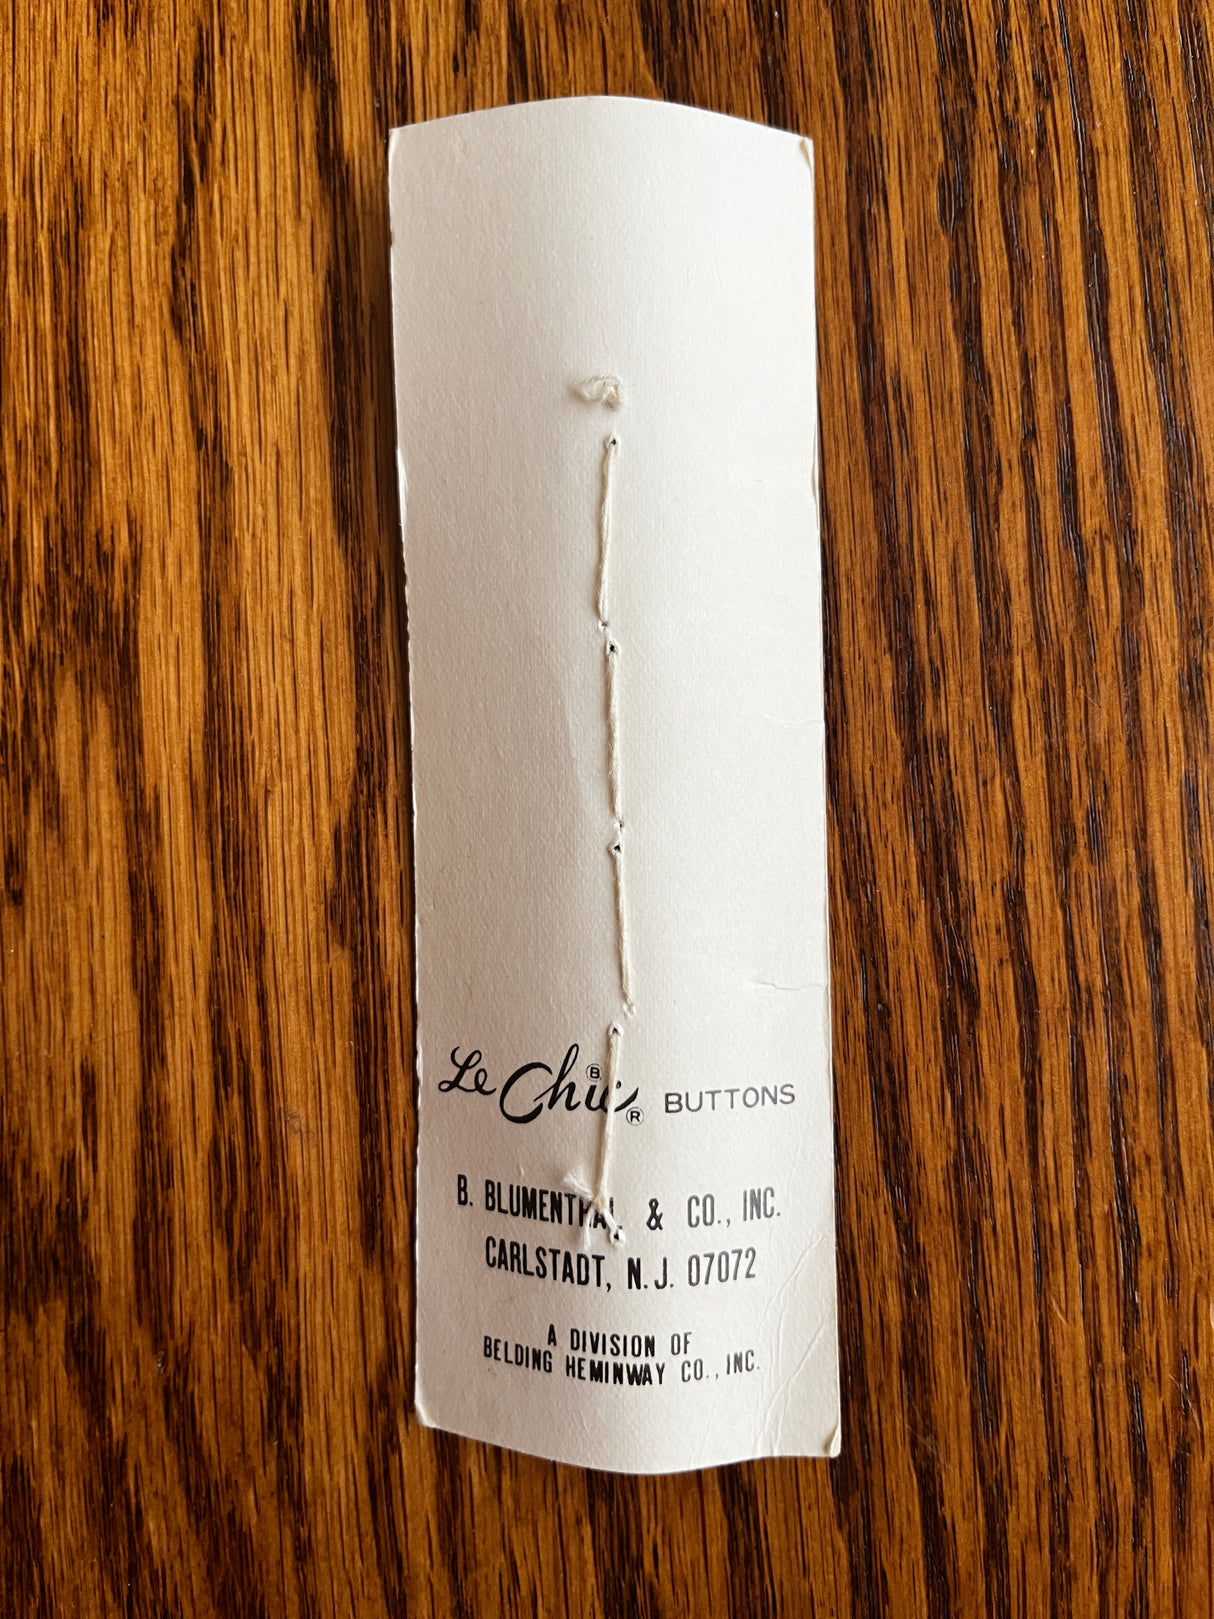 Le Chic® BUTTONS
B. BLUMENTHAL & CO., INC.
CARLSTADT, N.J. 07072
A DIVISION OF
BELDING HEMINWAY CO., INC.